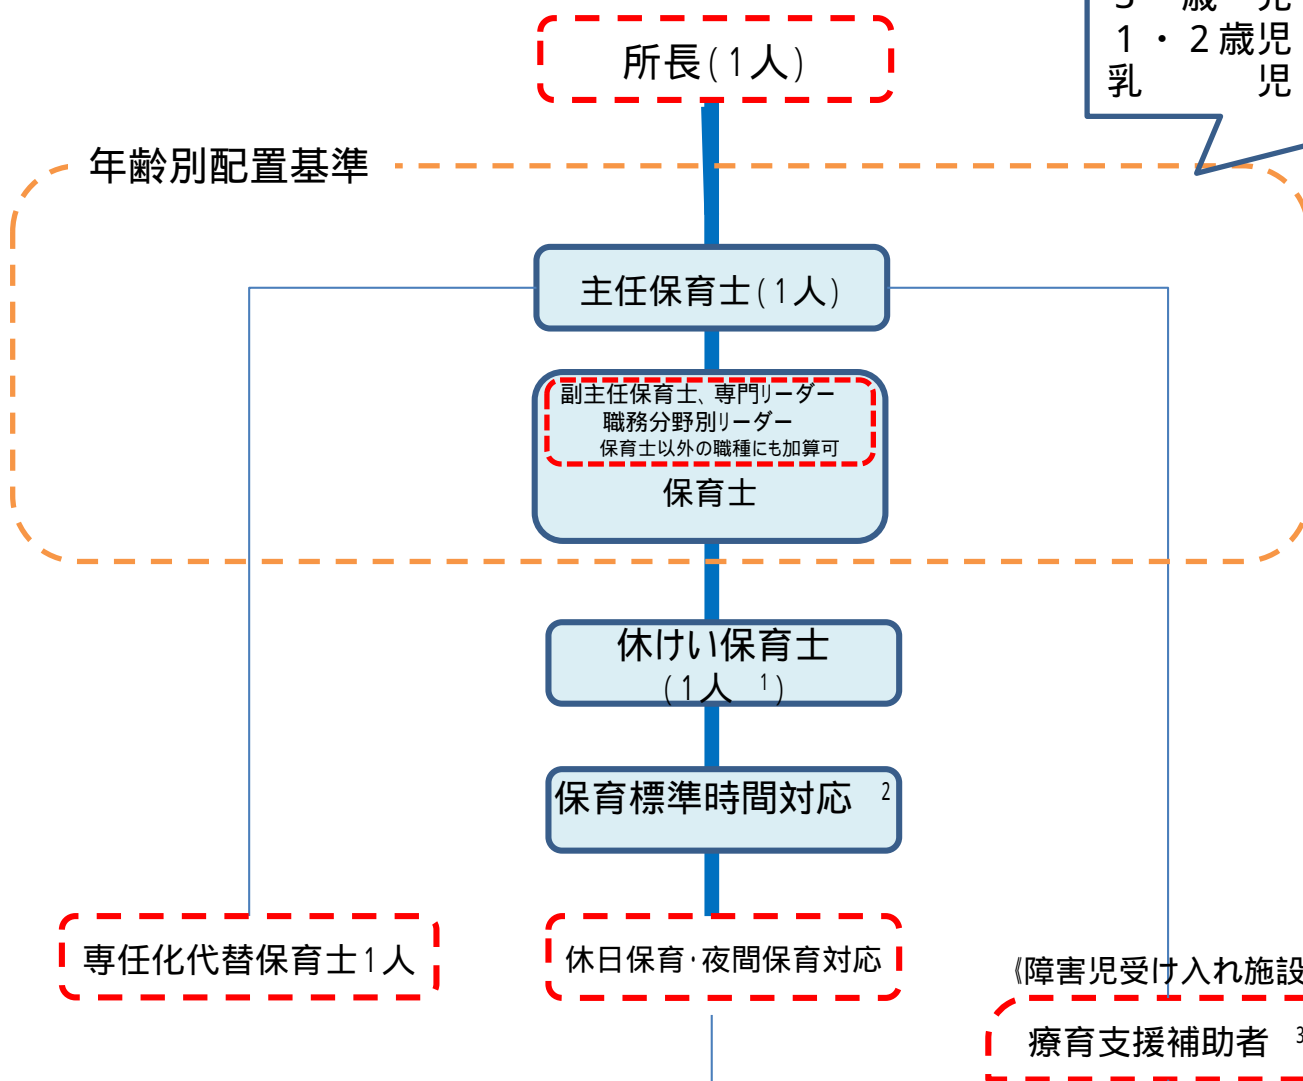 所長(1人)
歳 児
1・2歳児
乳 児
年齢別配置基準
主任保育士(1人)
副主任保育士、専門リーダー
職務分野別リーダー
保育士以外の職種にも加算可
保育士
休けい保育士
(1人 1)
保育標準時間対応 2
専任化代替保育士1人
休日保育・夜間保育対応
《障害児受け入れ施設
療育支援補助者 3